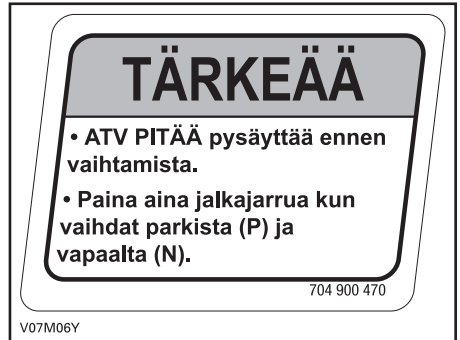 TÄRKEÄÄ
• ATV PITÄÄ pysäyttää ennen
vaihtamista.
• Paina aina jalkajarrua kun
vaihdat parkista (P) ja
vapaalta (N).
704 900 470
V07M06Y